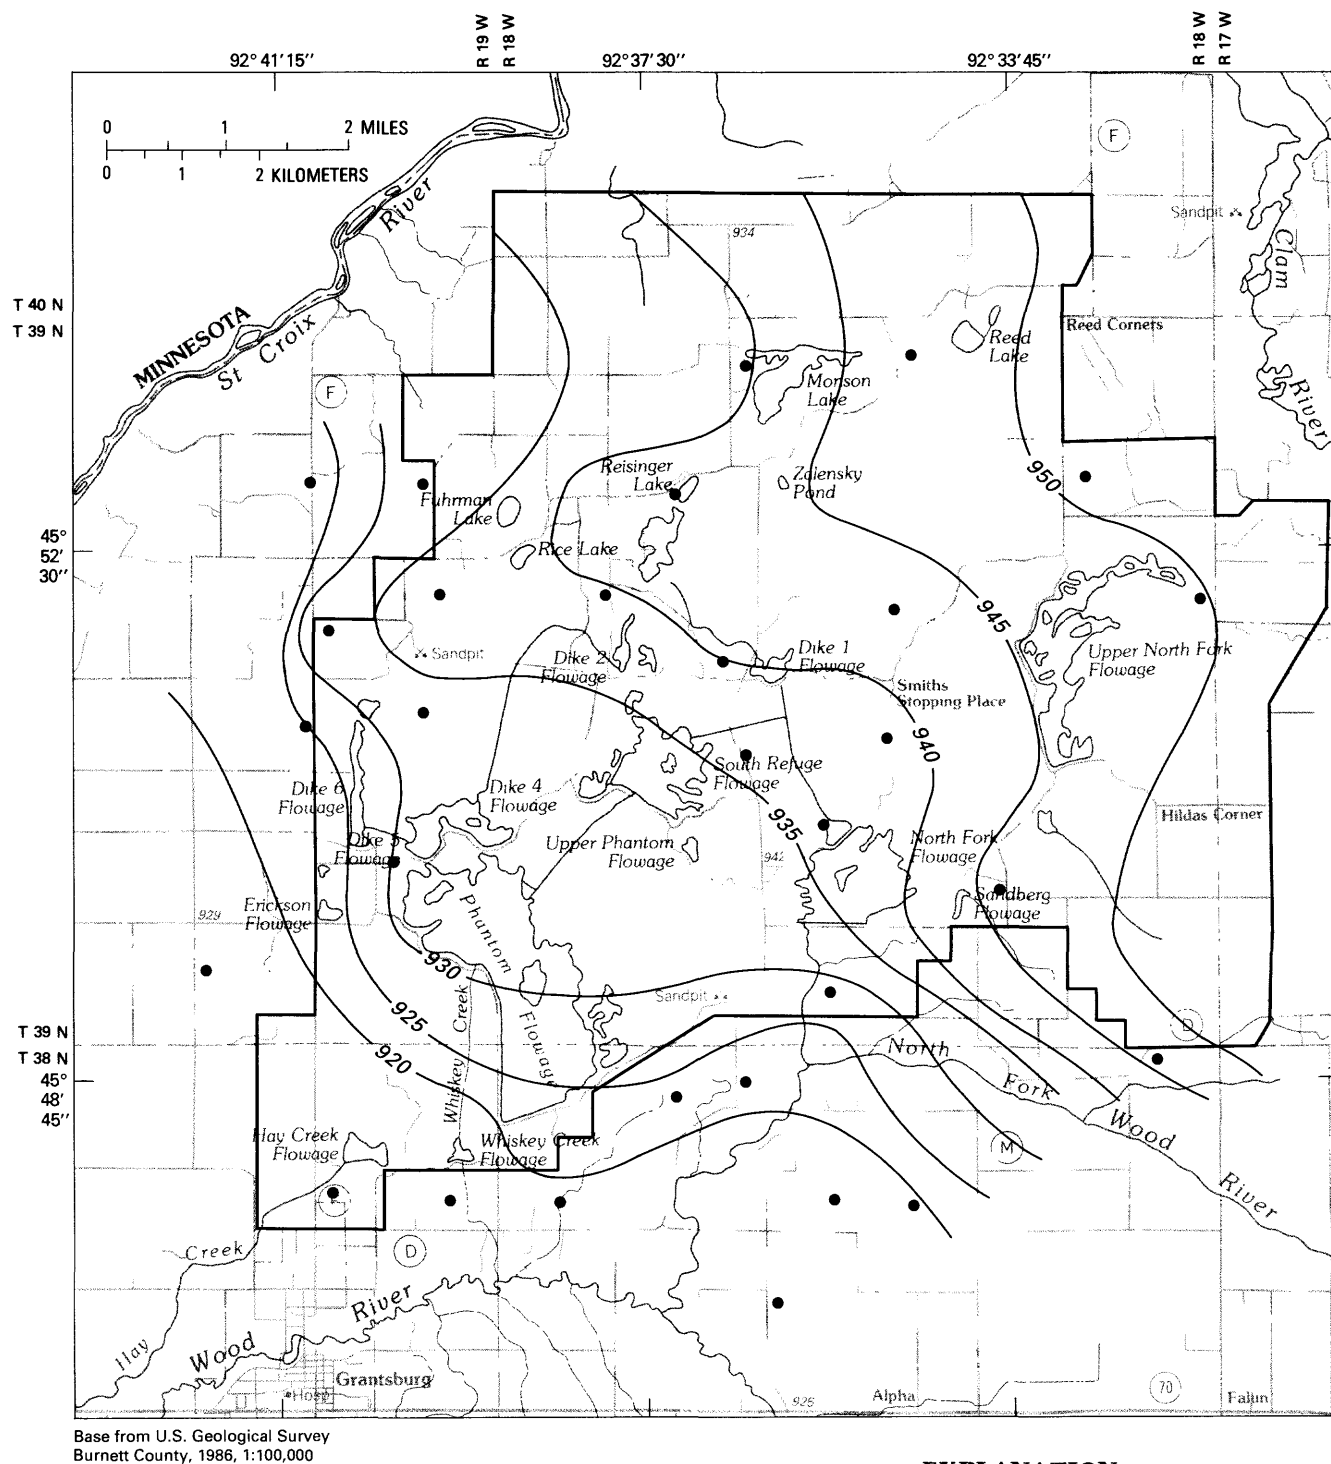 R 19 W
R 18 W
R 18 W
R 17 W
92° 41' 15''
92° 37' 30''
92° 33' 45''
0 1 2 MILES
0 1 2 KILOMETERS
F
Sandpit
Clam
River
River
934
T 40 N
T 39 N
MINNESOTA
St Croix
Reed Corners
Reed
Lake
Monson
Lake
F
Reisinger
Lake
Zalensky
Pond
950
Fuhrman
Lake
45°
52'
30''
Rice Lake
945
Sandpit
Dike 2
Flowage
Dike 1
Flowage
Upper North Fork
Flowage
Smiths
Stopping Place
940
South Refuge
Flowage
Dike 6
Flowage
Dike 4
Flowage
935
Hildas Corner
Dike 5
Flowage
Upper Phantom
Flowage
942
North Fork
Flowage
Sandberg
Flowage
Erickson
Flowage
929
Phantom
Flowage
930
Sandpit
925
Whiskey Creek
D
T 39 N
T 38 N
920
North
Fork
Wood
River
45°
48'
45''
Hay Creek
Flowage
Whiskey Creek
Flowage
M
D
Creek
Hay
Wood
River
Grantsburg
Hosp
925
Alpha
70
Falun
Base from U.S. Geological Survey
Burnett County, 1986, 1:100,000
EXPLANATION